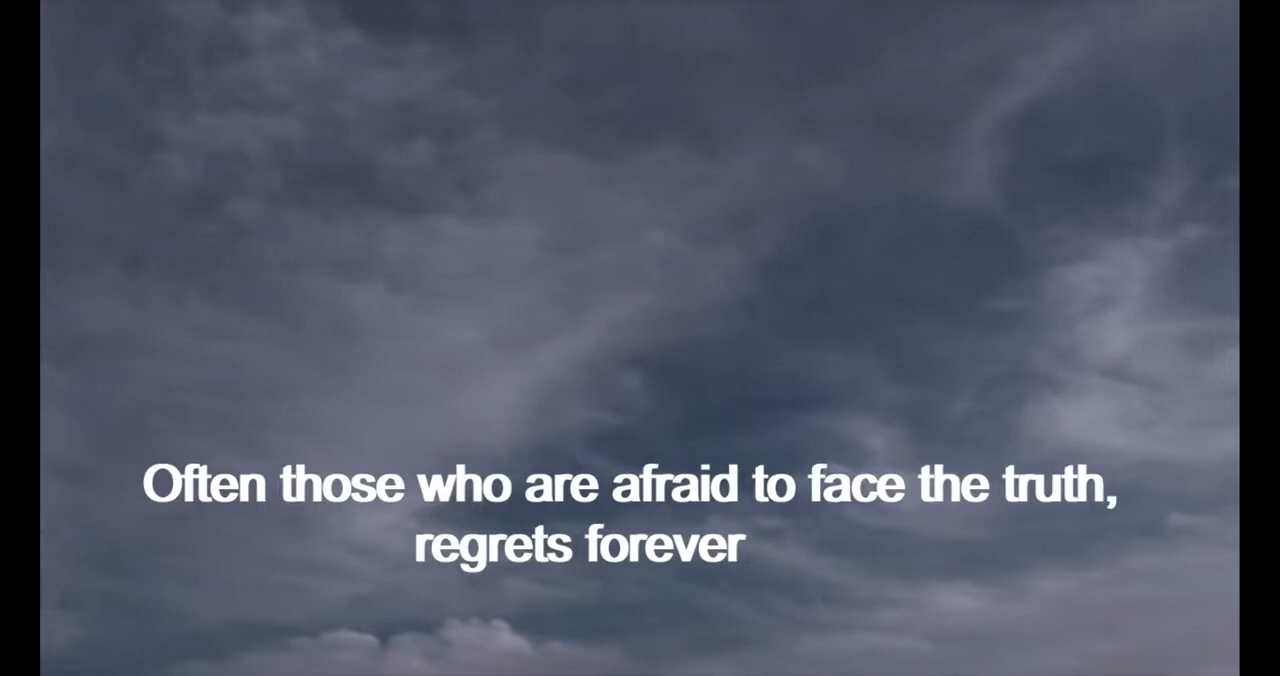 Often those who are afraid to face the truth,
regrets forever